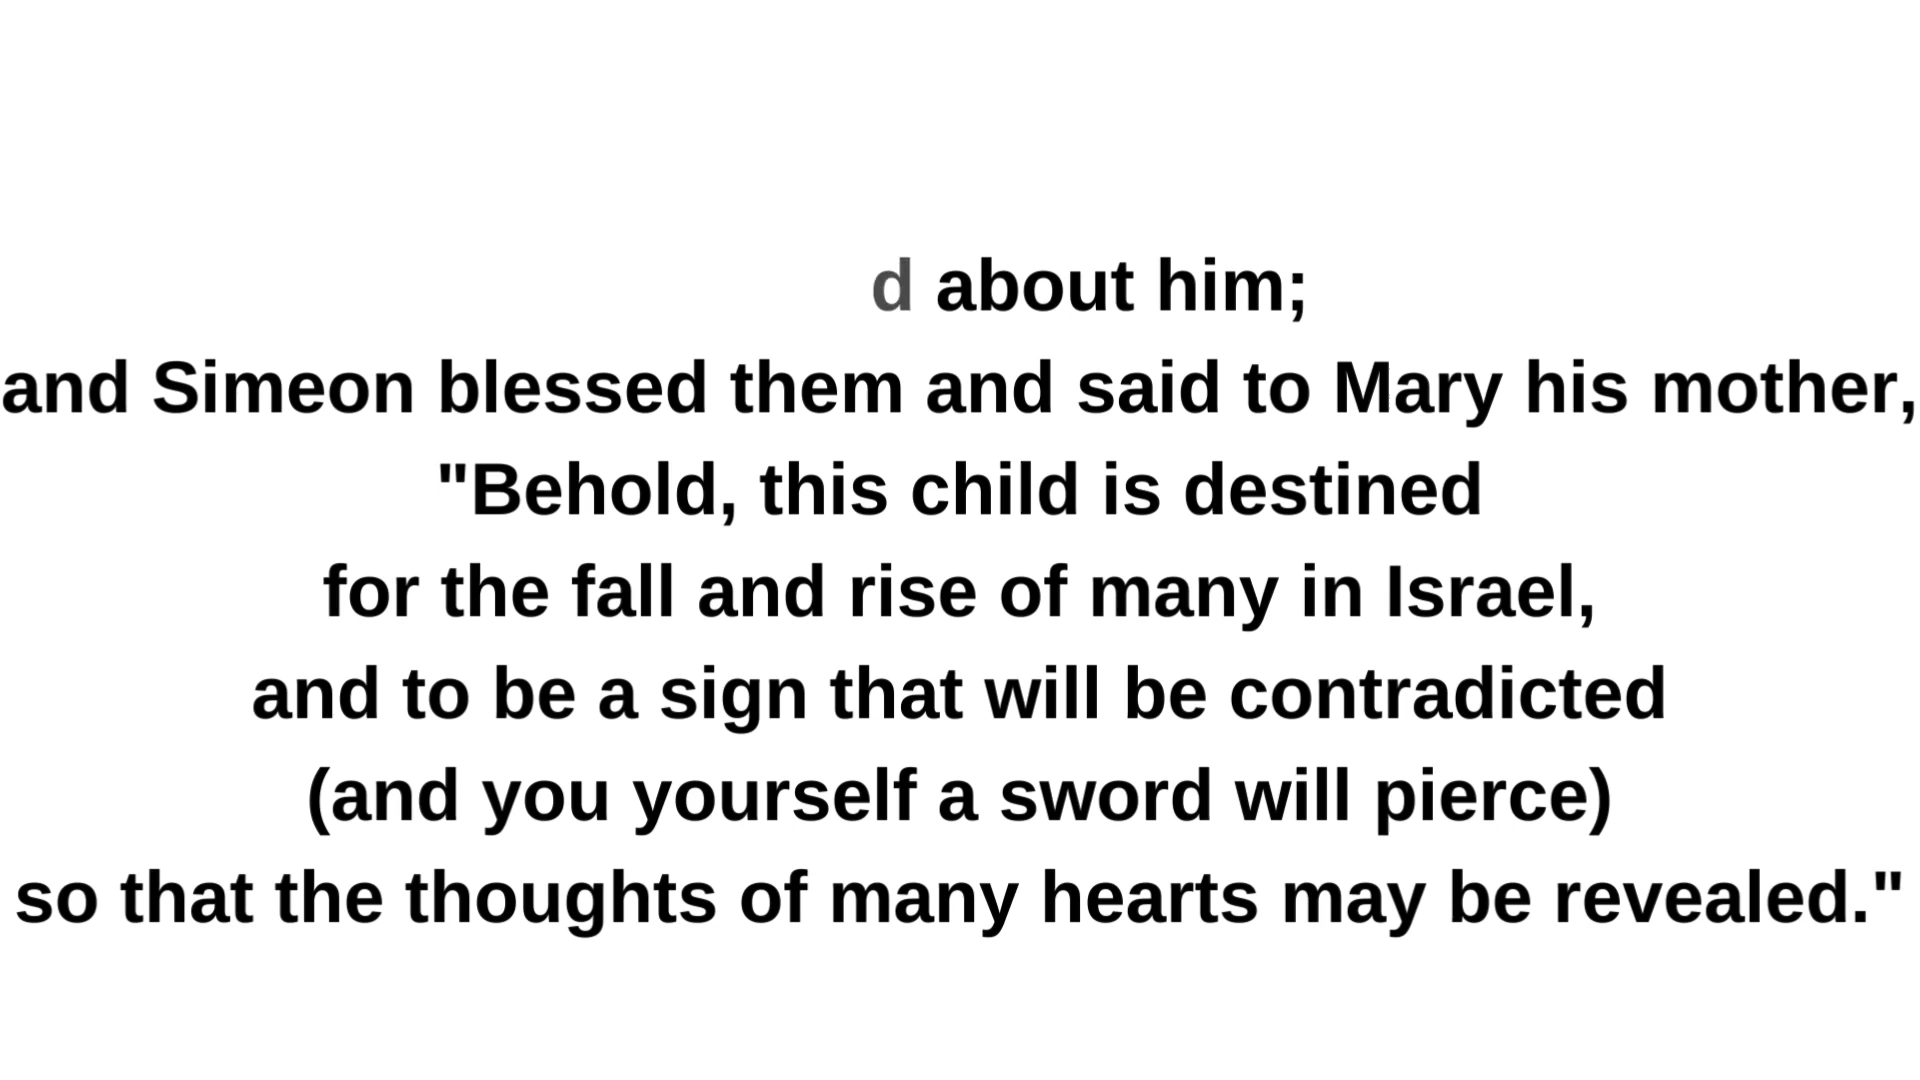 d about him;
and Simeon blessed them and said to Mary his mother,
"Behold, this child is destined
for the fall and rise of many in Israel,
and to be a sign that will be contradicted
(and you yourself a sword will pierce)
so that the thoughts of many hearts may be revealed."